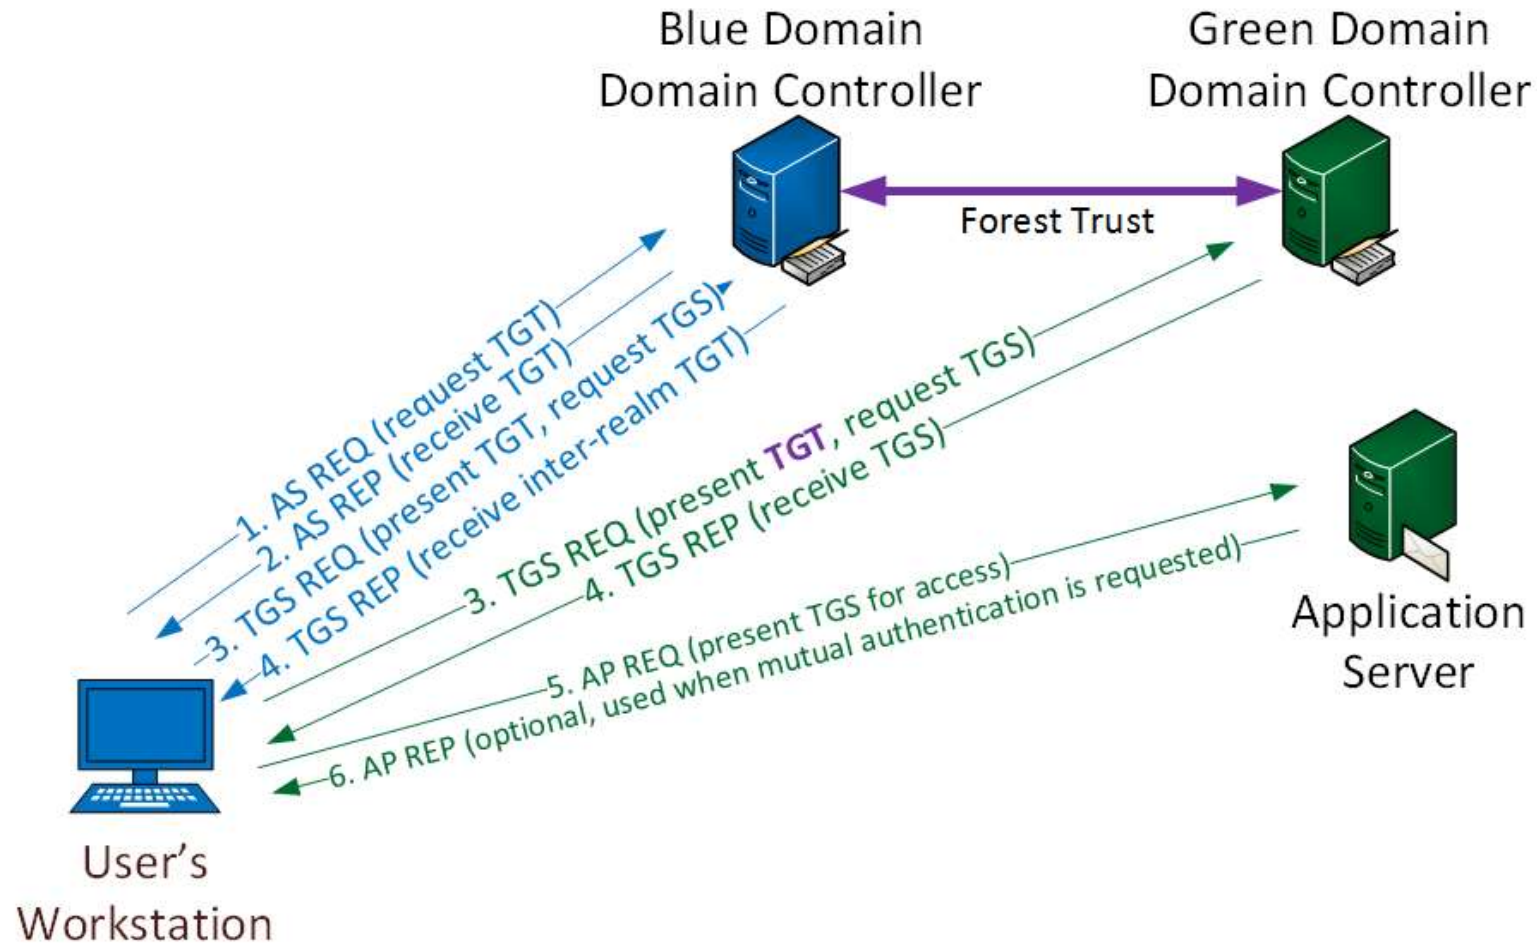 Blue Domain
Domain Controller
Green Domain
Domain Controller
Forest Trust
1. AS REQ (request TGT)
2. AS REP (receive TGT)
3. TGS REQ (present TGT, request TGS)
4. TGS REP (receive inter-realm TGT)
3. TGS REQ (present TGT, request TGS)
4. TGS REP (receive TGS)
5. AP REQ (present TGS for access)
6. AP REP (optional, used when mutual authentication is requested)
Application
Server
User’s
Workstation